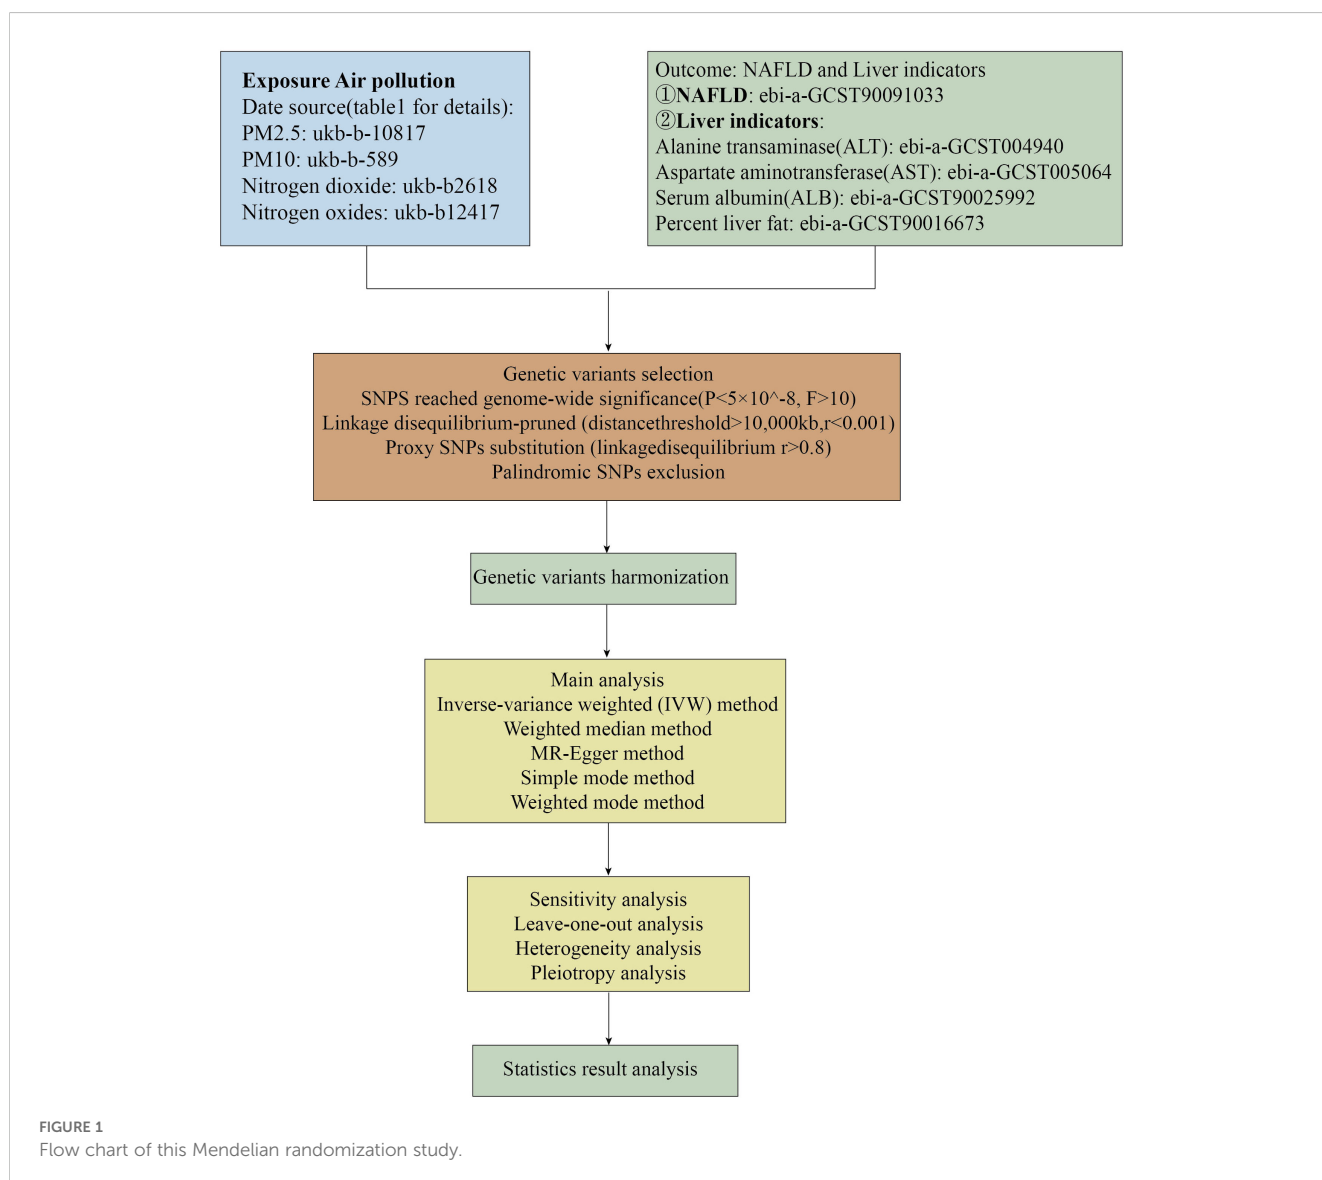 Exposure Air pollution
Date source(table1 for details):
PM2.5: ukb-b-10817
PM10: ukb-b-589
Nitrogen dioxide: ukb-b2618
Nitrogen oxides: ukb-b12417
Outcome: NAFLD and Liver indicators
①NAFLD: ebi-a-GCST90091033
②Liver indicators:
Alanine transaminase(ALT): ebi-a-GCST004940
Aspartate aminotransferase(AST): ebi-a-GCST005064
Serum albumin(ALB): ebi-a-GCST90025992
Percent liver fat: ebi-a-GCST90016673
Genetic variants selection
SNPS reached genome-wide significance(P<5×10^-8, F>10)
Linkage disequilibrium-pruned (distancethreshold>10,000kb,r<0.001)
Proxy SNPs substitution (linkagedisequilibrium r>0.8)
Palindromic SNPs exclusion
Genetic variants harmonization
Main analysis
Inverse-variance weighted (IVW) method
Weighted median method
MR-Egger method
Simple mode method
Weighted mode method
Sensitivity analysis
Leave-one-out analysis
Heterogeneity analysis
Pleiotropy analysis
Statistics result analysis
FIGURE 1
Flow chart of this Mendelian randomization study.